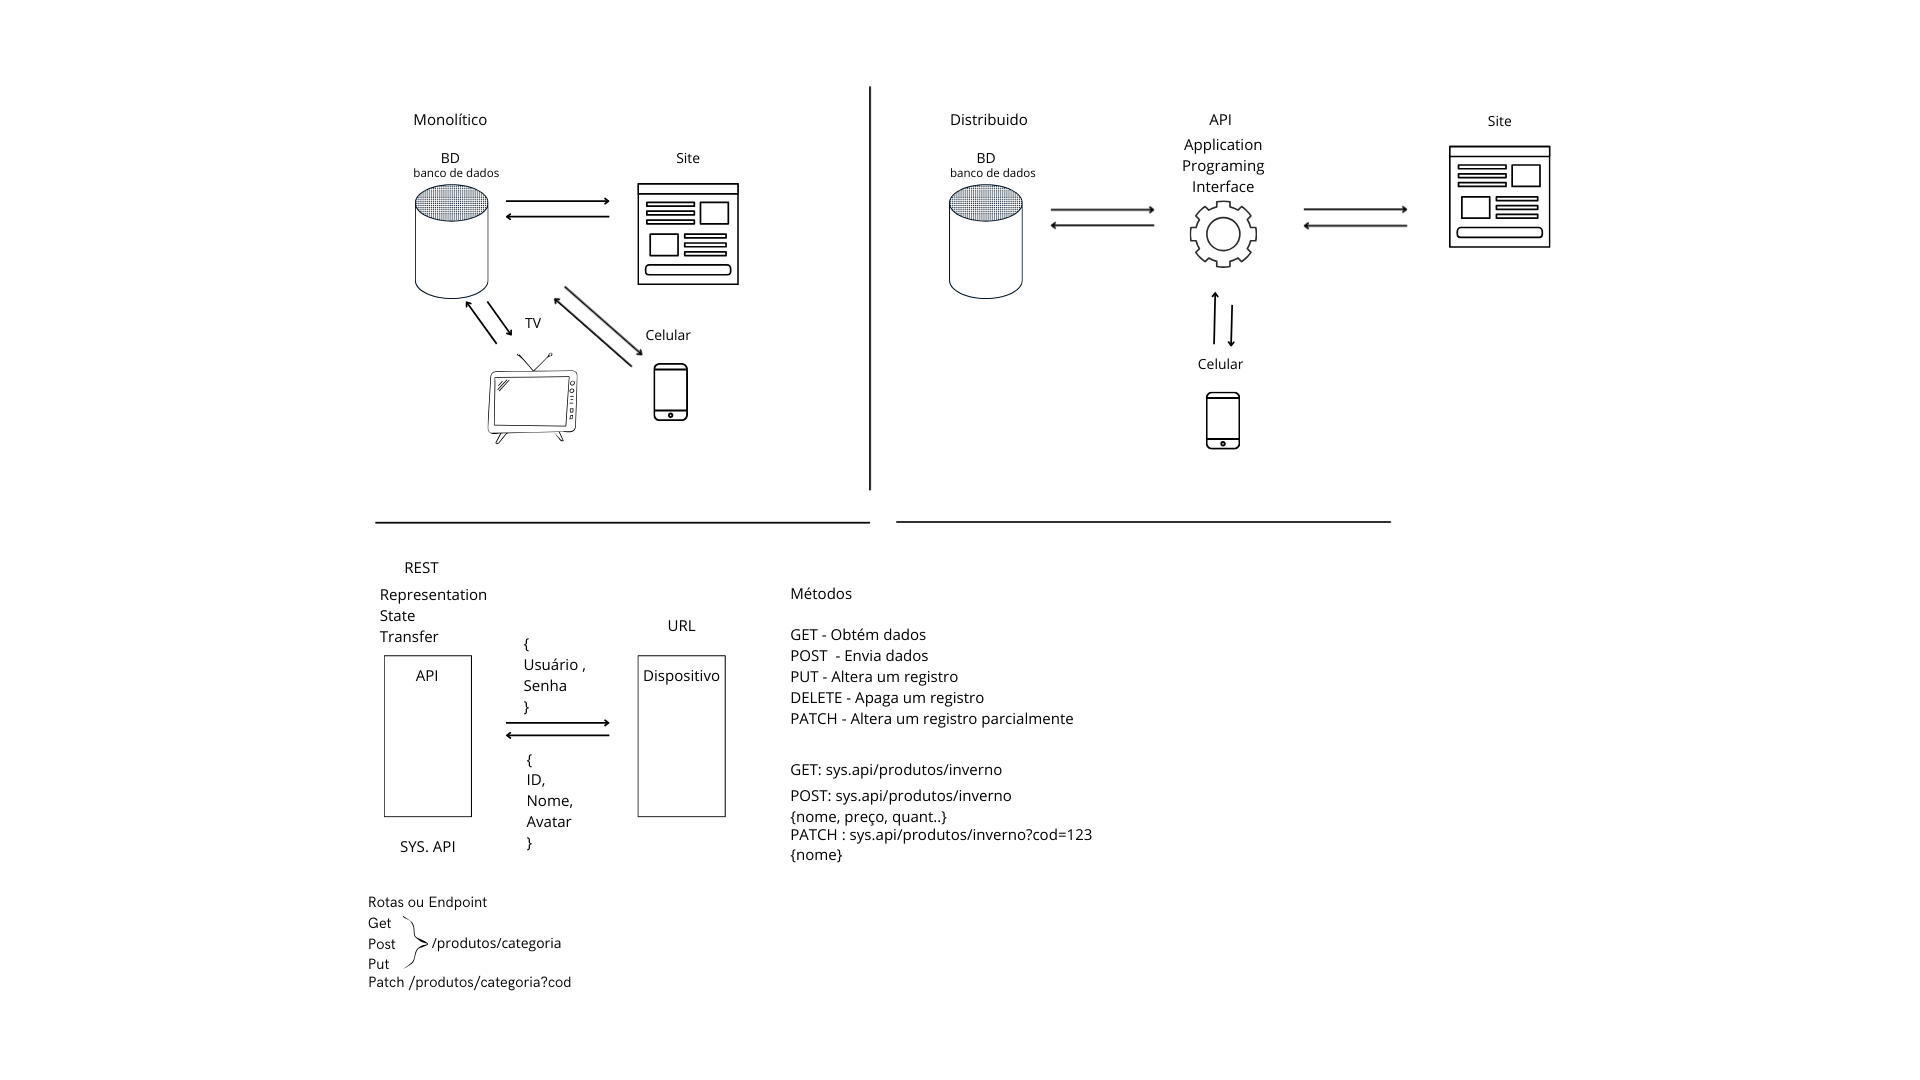 Monolítico
BD
banco de dados
Site
TV
Celular
Distribuido
BD
banco de dados
API
Application
Programing
Interface
Site
Celular
REST
Representation
State
Transfer
API
SYS. API
{
Usuário ,
Senha
}
{
ID,
Nome,
Avatar
}
URL
Dispositivo
Métodos
GET - Obtém dados
POST  - Envia dados
PUT - Altera um registro
DELETE - Apaga um registro
PATCH - Altera um registro parcialmente
GET: sys.api/produtos/inverno
POST: sys.api/produtos/inverno
{nome, preço, quant..}
PATCH : sys.api/produtos/inverno?cod=123
{nome}
Rotas ou Endpoint
Get
Post
/produtos/categoria
Put
Patch /produtos/categoria?cod